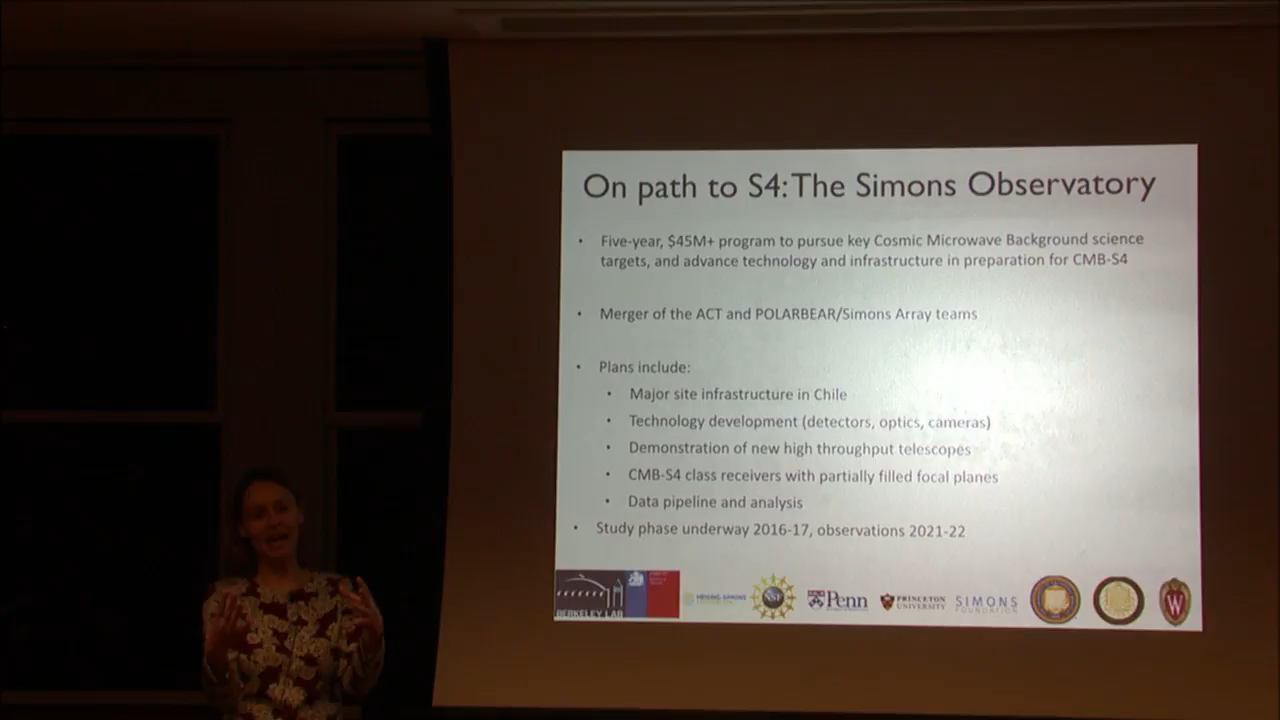 On path to S4: The Simons Observatory
• Five-year, $45M+ program to pursue key Cosmic Microwave Background science
targets, and advance technology and infrastructure in preparation for CMB-S4
• Merger of the ACT and POLARBEAR/Simons Array teams
• Plans include:
• Major site infrastructure in Chile
• Technology development (detectors, optics, cameras)
• Demonstration of new high throughput telescopes
• CMB-S4 class receivers with partially filled focal planes
• Data pipeline and analysis
• Study phase underway 2016-17, observations 2021-22
BERKELEY LAB
HEISING-SIMONS
NSF
Penn
PRINCETON
UNIVERSITY
SIMONS
FOUNDATION
W